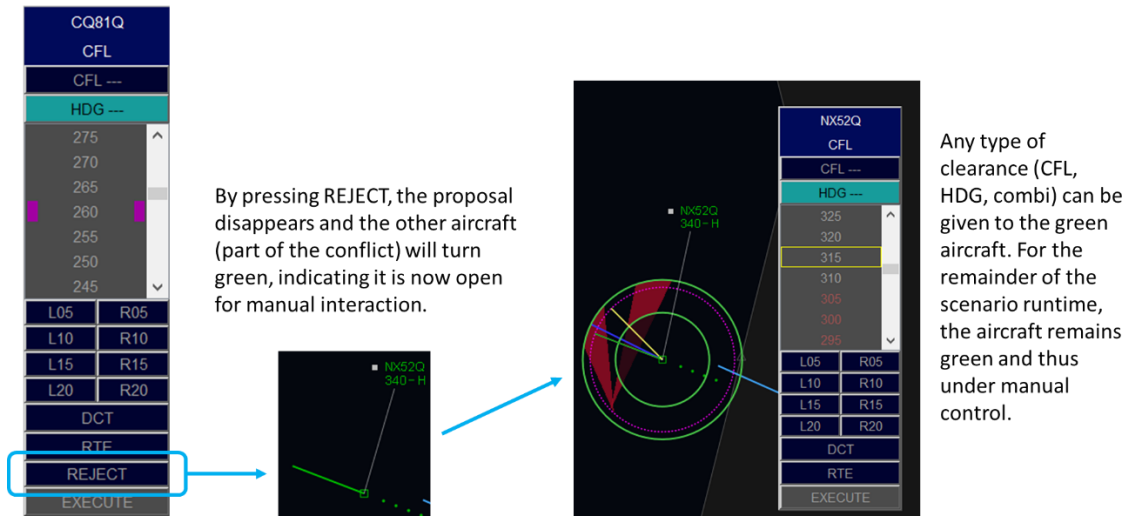 CQ81Q
CFL
CFL ---
HDG ---
275
270
265
260
255
250
245
L05 R05
L10 R10
L15 R15
L20 R20
DCT
RTE
REJECT
EXECUTE
By pressing REJECT, the proposal
disappears and the other aircraft
(part of the conflict) will turn
green, indicating it is now open
for manual interaction.
NX52Q
340-H
NX52Q
340-H
NX52Q
CFL
CFL ---
HDG ---
325
320
315
310
305
300
295
L05 R05
L10 R10
L15 R15
L20 R20
DCT
RTE
EXECUTE
Any type of
clearance (CFL,
HDG, combi) can be
given to the green
aircraft. For the
remainder of the
scenario runtime,
the aircraft remains
green and thus
under manual
control.